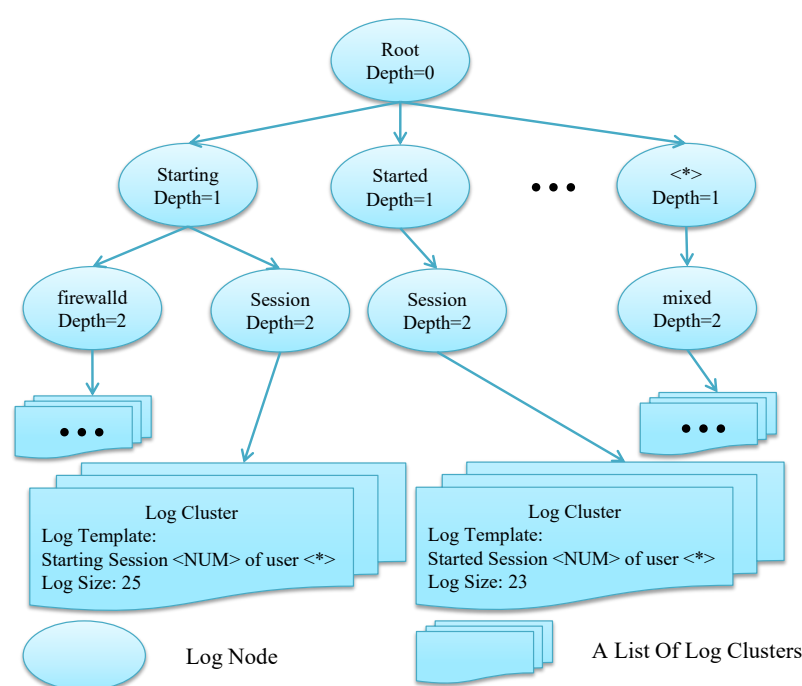 Root
Depth=0
Starting
Depth=1
Started
Depth=1
•••
<*>
Depth=1
firewalld
Depth=2
Session
Depth=2
Session
Depth=2
mixed
Depth=2
•••
•••
Log Cluster
Log Template:
Starting Session <NUM> of user <*>
Log Size: 25
Log Cluster
Log Template:
Started Session <NUM> of user <*>
Log Size: 23
Log Node
A List Of Log Clusters